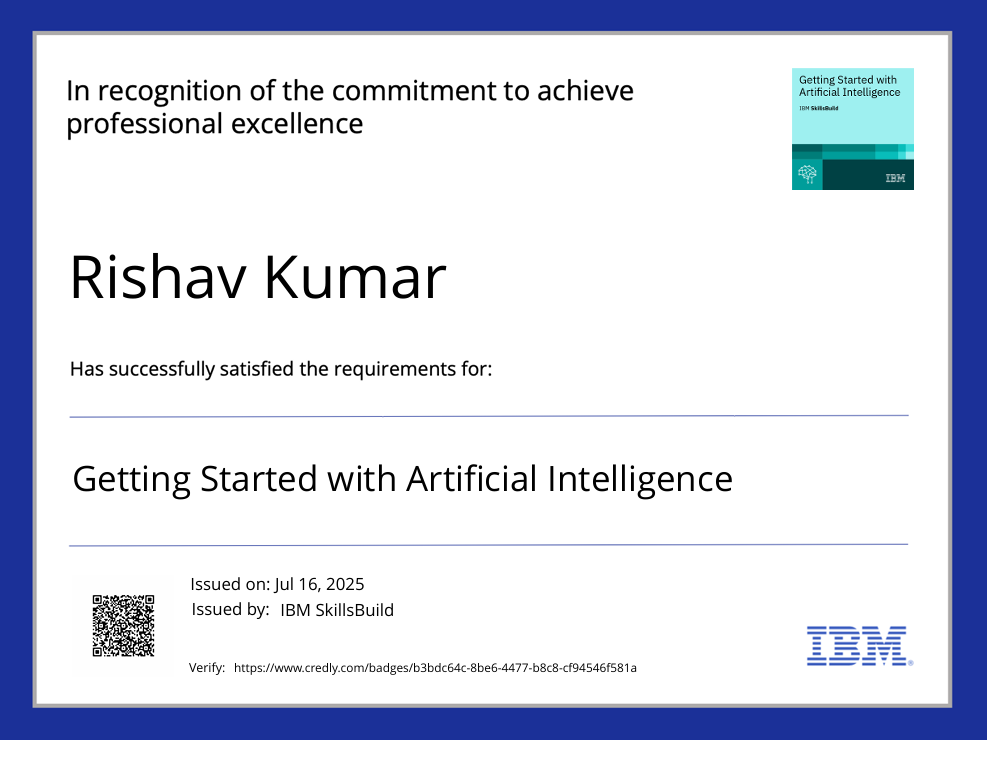 In recognition of the commitment to achieve
professional excellence
Getting Started with
Artificial Intelligence
IBM SkillsBuild
IBM
Rishav Kumar
Has successfully satisfied the requirements for:
Getting Started with Artificial Intelligence
Issued on: Jul 16, 2025
Issued by: IBM SkillsBuild
Verify: https://www.credly.com/badges/b3bdc64c-8be6-4477-b8c8-cf94546f581a
IBM®